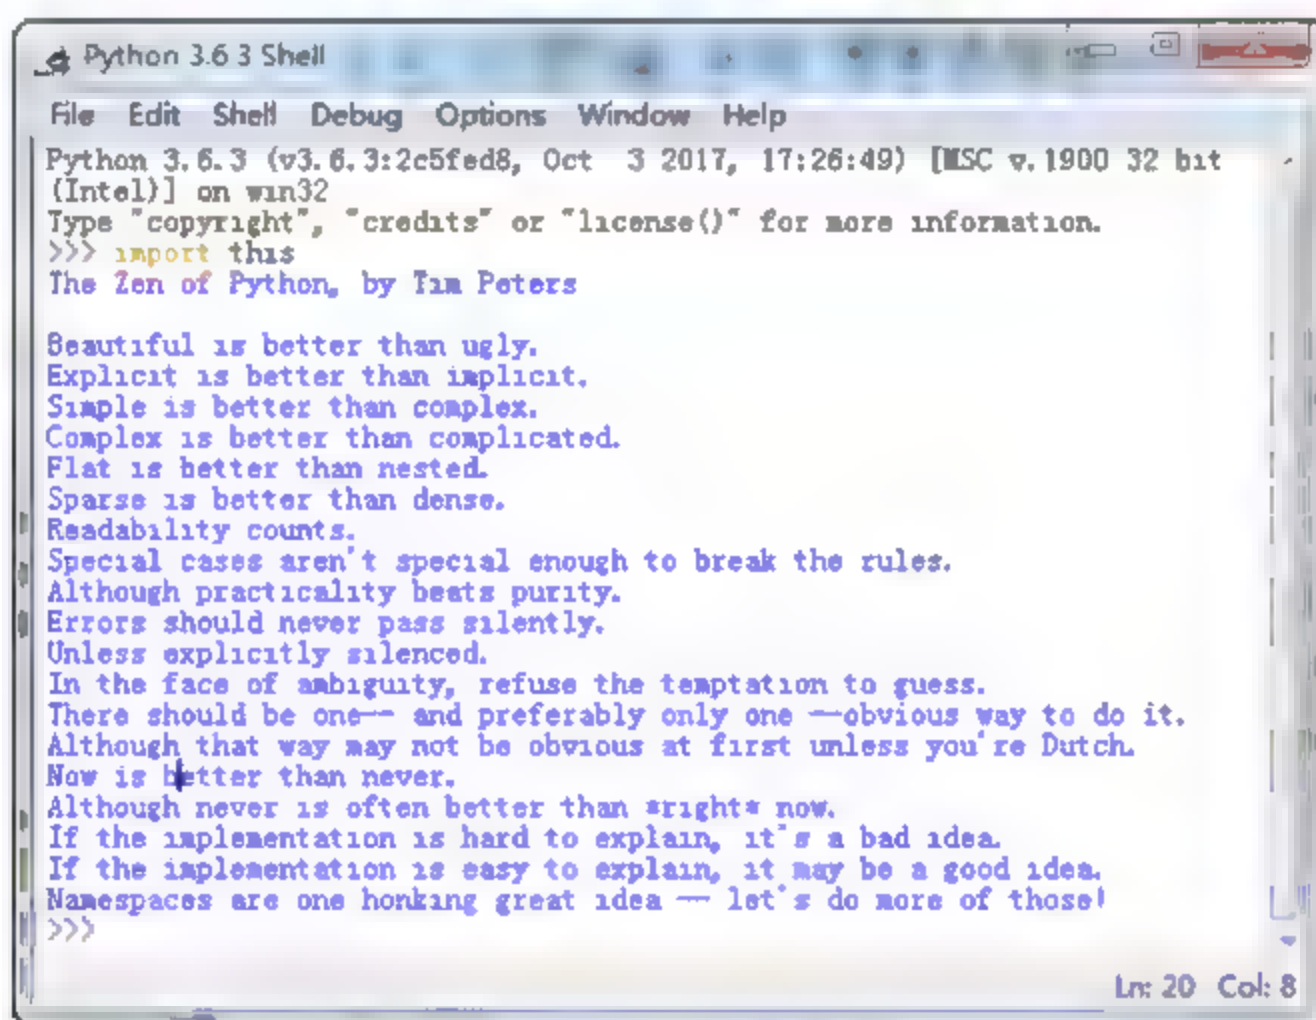 Python 3.6.3 Shell
File Edit Shell Debug Options Window Help
Python 3.6.3 (v3.6.3:2c5fed8, Oct  3 2017, 17:26:49) [MSC v.1900 32 bit
(Intel)] on win32
Type "copyright", "credits" or "license()" for more information.
>>> import this
The Zen of Python, by Tim Peters
Beautiful is better than ugly.
Explicit is better than implicit.
Simple is better than complex.
Complex is better than complicated.
Flat is better than nested.
Sparse is better than dense.
Readability counts.
Special cases aren't special enough to break the rules.
Although practicality beats purity.
Errors should never pass silently.
Unless explicitly silenced.
In the face of ambiguity, refuse the temptation to guess.
There should be one-- and preferably only one --obvious way to do it.
Although that way may not be obvious at first unless you're Dutch.
Now is better than never.
Although never is often better than *right* now.
If the implementation is hard to explain, it's a bad idea.
If the implementation is easy to explain, it may be a good idea.
Namespaces are one honking great idea -- let's do more of those!
>>>
Ln: 20 Col: 8